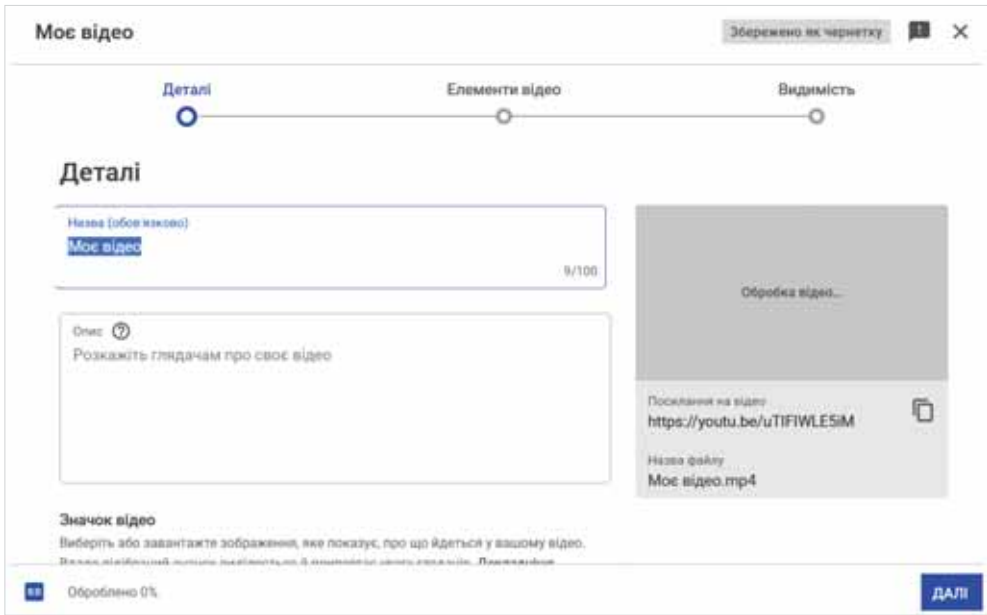 Моє відео
Збережено як чернетку
Деталі
Елементи відео
Видимість
Деталі
Назва (обов'язково)
Моє відео
9/100
Опис
Розкажіть глядачам про своє відео
Обробка відео...
Посилання на відео
https://youtu.be/uTIFIWLESiM
Назва файлу
Моє відео.mp4
Значок відео
Виберіть або завантажте зображення, яке показує, про що йдеться у вашому відео.
Оброблено 0%
ДАЛІ